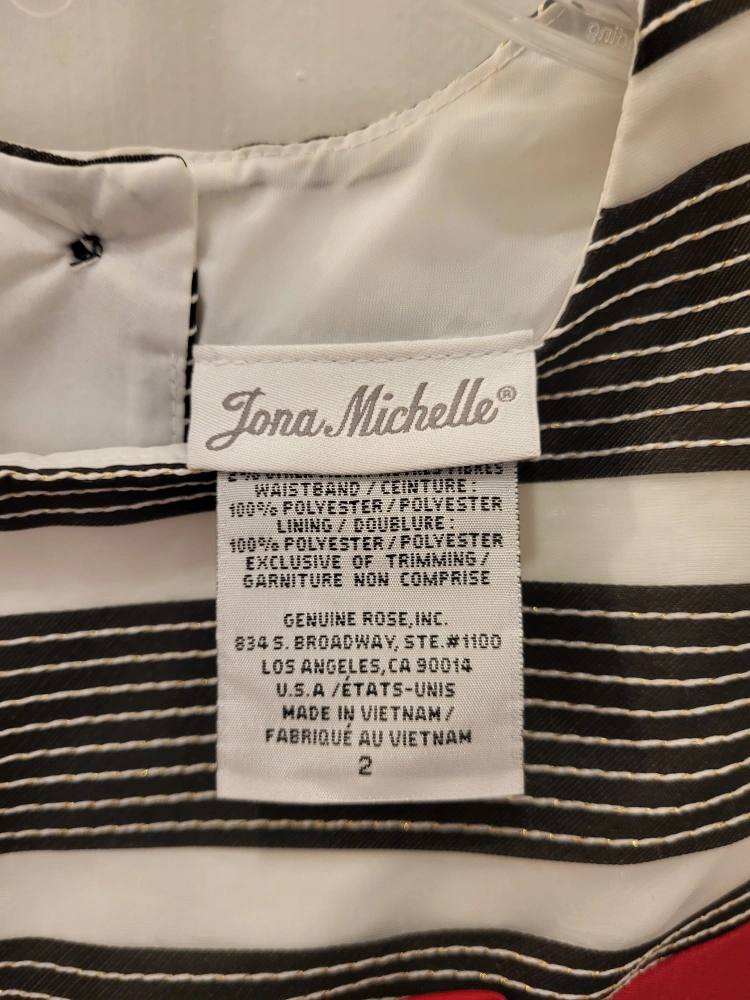 Jona Michelle®
WAISTBAND / CEINTURE :
100% POLYESTER / POLYESTER
LINING / DOUBLURE :
100% POLYESTER / POLYESTER
EXCLUSIVE OF TRIMMING /
GARNITURE NON COMPRISE
GENUINE ROSE, INC.
834 S. BROADWAY, STE.#1100
LOS ANGELES, CA 90014
U.S.A / ÉTATS-UNIS
MADE IN VIETNAM /
FABRIQUÉ AU VIETNAM
2